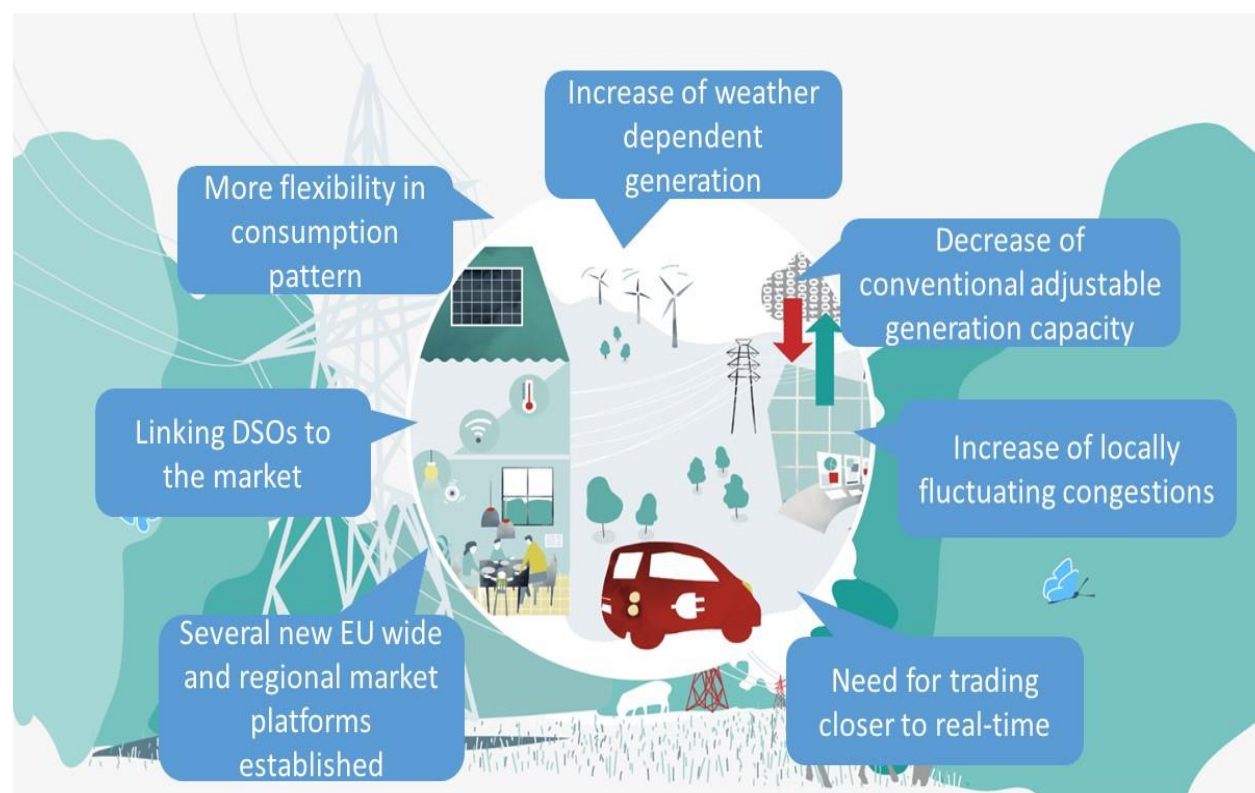 Increase of weather
dependent
generation
More flexibility in
consumption
pattern
Decrease of
conventional adjustable
generation capacity
Linking DSOs to
the market
Increase of locally
fluctuating congestions
Several new EU wide
and regional market
platforms
established
Need for trading
closer to real-time